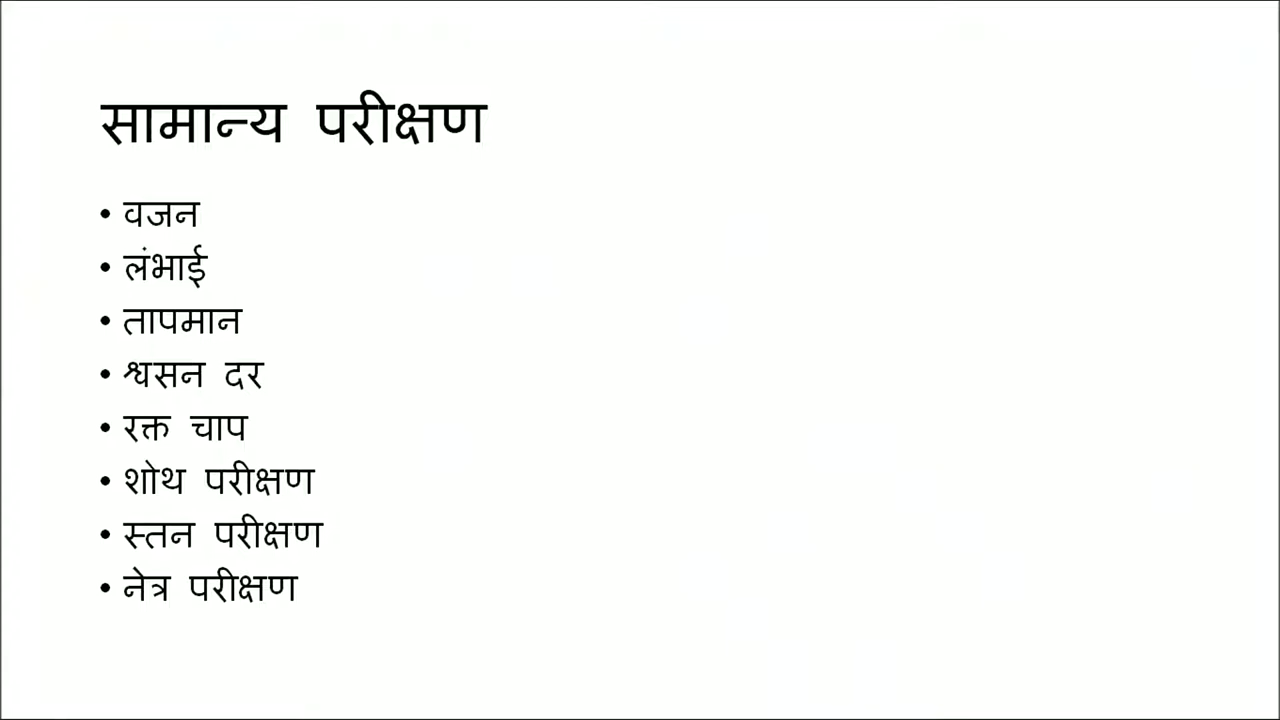 सामान्य परीक्षण
• वजन
• लंभाई
• तापमान
• श्वसन दर
• रक्त चाप
• शोथ परीक्षण
• स्तन परीक्षण
• नेत्र परीक्षण